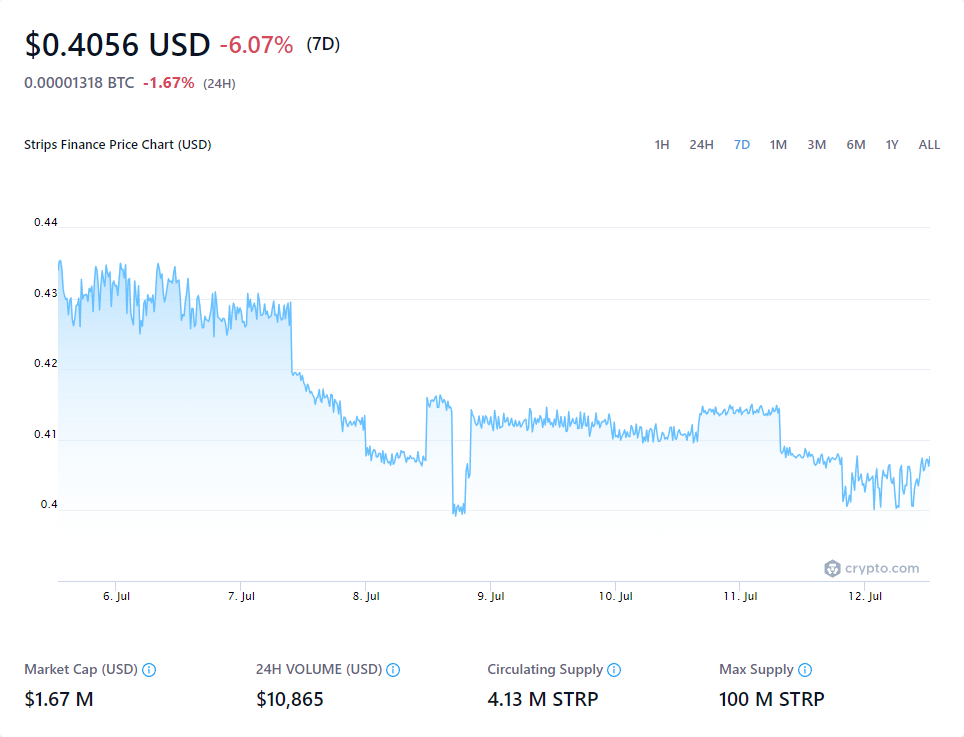 $0.4056 USD -6.07% (7D)
0.00001318 BTC -1.67% (24H)
Strips Finance Price Chart (USD)
1H 24H 7D 1M 3M 6M 1Y ALL
0.44
0.43
0.42
0.41
0.4
crypto.com
6. Jul 7. Jul 8. Jul 9. Jul 10. Jul 11. Jul 12. Jul
Market Cap (USD) 24H VOLUME (USD) Circulating Supply Max Supply
$1.67 M $10,865 4.13 M STRP 100 M STRP